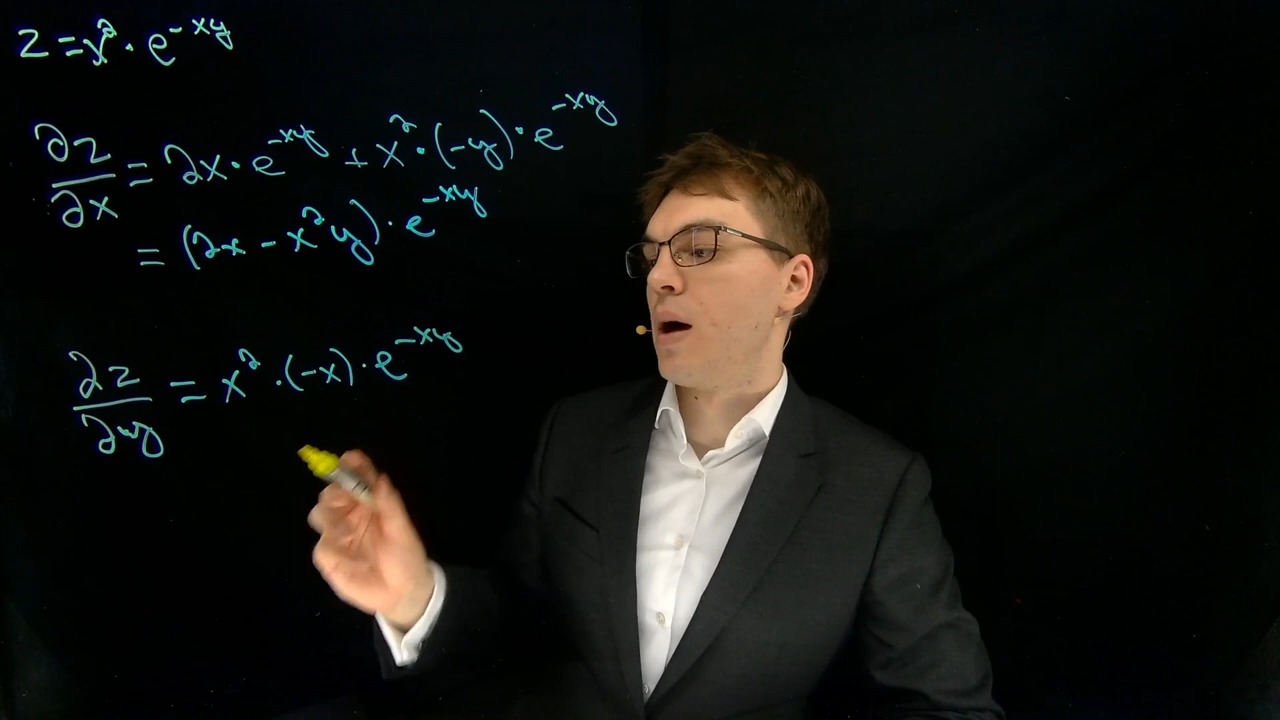 z = x² · e^(-xy)
∂z/∂x = 2x · e^(-xy) + x² · (-y) · e^(-xy)
= (2x - x²y) · e^(-xy)
∂z/∂y = x² · (-x) · e^(-xy)